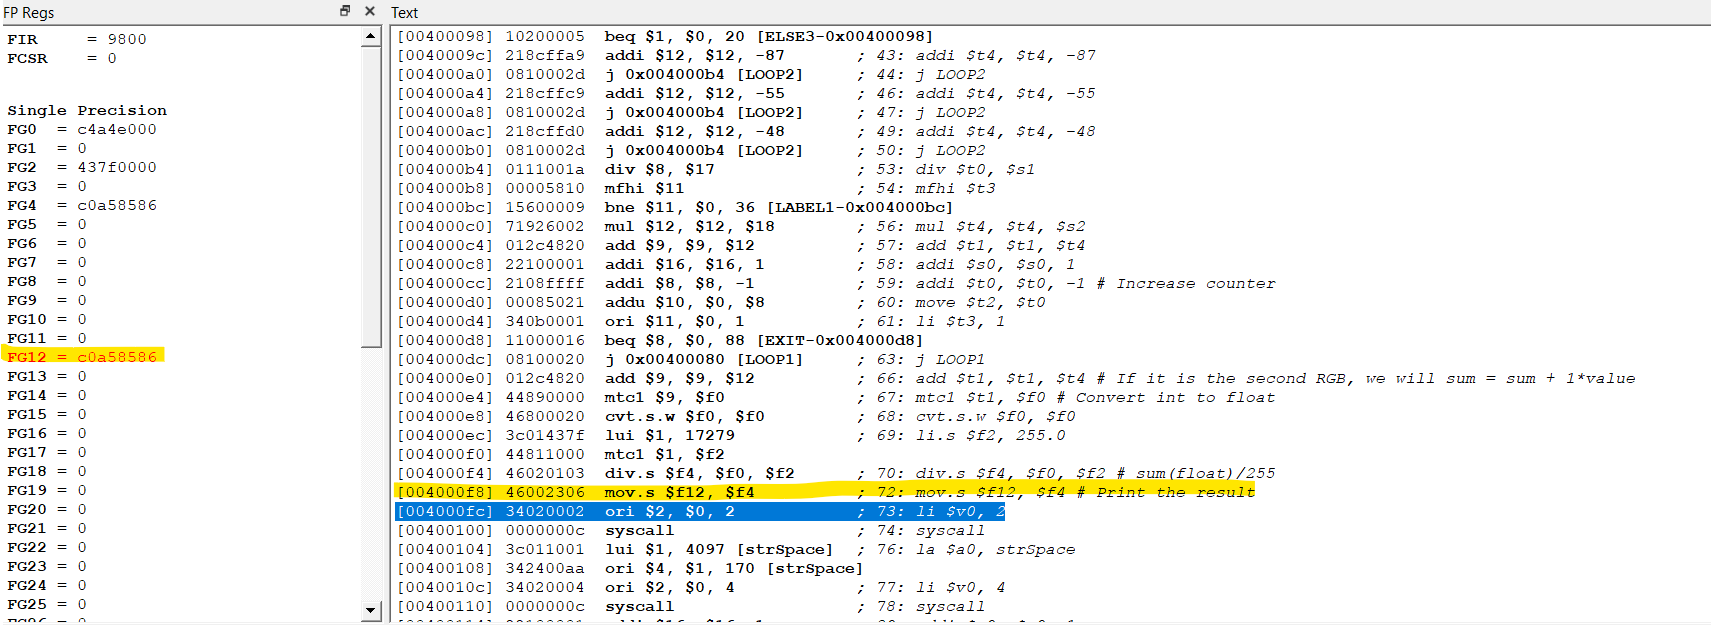 FP Regs
FIR = 9800
FCSR = 0
Single Precision
FG0 = c4a4e000
FG1 = 0
FG2 = 437f0000
FG3 = 0
FG4 = c0a58586
FG5 = 0
FG6 = 0
FG7 = 0
FG8 = 0
FG9 = 0
FG10 = 0
FG11 = 0
FG12 = c0a58586
FG13 = 0
FG14 = 0
FG15 = 0
FG16 = 0
FG17 = 0
FG18 = 0
FG19 = 0
FG20 = 0
FG21 = 0
FG22 = 0
FG23 = 0
FG24 = 0
FG25 = 0
Text
[00400098] 10200005 beq $1, $0, 20 [ELSE3-0x00400098]
[0040009c] 218cffa9 addi $12, $12, -87 ; 43: addi $t4, $t4, -87
[004000a0] 0810002d j 0x004000b4 [LOOP2] ; 44: j LOOP2
[004000a4] 218cffc9 addi $12, $12, -55 ; 46: addi $t4, $t4, -55
[004000a8] 0810002d j 0x004000b4 [LOOP2] ; 47: j LOOP2
[004000ac] 218cffd0 addi $12, $12, -48 ; 49: addi $t4, $t4, -48
[004000b0] 0810002d j 0x004000b4 [LOOP2] ; 50: j LOOP2
[004000b4] 0111001a div $8, $17 ; 53: div $t0, $s1
[004000b8] 00005810 mfhi $11 ; 54: mfhi $t3
[004000bc] 15600009 bne $11, $0, 36 [LABEL1-0x004000bc]
[004000c0] 71926002 mul $12, $12, $18 ; 56: mul $t4, $t4, $s2
[004000c4] 012c4820 add $9, $9, $12 ; 57: add $t1, $t1, $t4
[004000c8] 22100001 addi $16, $16, 1 ; 58: addi $s0, $s0, 1
[004000cc] 2108ffff addi $8, $8, -1 ; 59: addi $t0, $t0, -1 # Increase counter
[004000d0] 00085021 addu $10, $0, $8 ; 60: move $t2, $t0
[004000d4] 340b0001 ori $11, $0, 1 ; 61: li $t3, 1
[004000d8] 11000016 beq $8, $0, 88 [EXIT-0x004000d8]
[004000dc] 08100020 j 0x00400080 [LOOP1] ; 63: j LOOP1
[004000e0] 012c4820 add $9, $9, $12 ; 66: add $t1, $t1, $t4 # If it is the second RGB, we will sum = sum + 1*value
[004000e4] 44890000 mtc1 $9, $f0 ; 67: mtc1 $t1, $f0 # Convert int to float
[004000e8] 46800020 cvt.s.w $f0, $f0 ; 68: cvt.s.w $f0, $f0
[004000ec] 3c01437f lui $1, 17279 ; 69: li.s $f2, 255.0
[004000f0] 44811000 mtc1 $1, $f2
[004000f4] 46020103 div.s $f4, $f0, $f2 ; 70: div.s $f4, $f0, $f2 # sum(float)/255
[004000f8] 46002306 mov.s $f12, $f4 ; 72: mov.s $f12, $f4 # Print the result
[004000fc] 34020002 ori $2, $0, 2 ; 73: li $v0, 2
[00400100] 0000000c syscall ; 74: syscall
[00400104] 3c011001 lui $1, 4097 [strSpace] ; 76: la $a0, strSpace
[00400108] 342400aa ori $4, $1, 170 [strSpace]
[0040010c] 34020004 ori $2, $0, 4 ; 77: li $v0, 4
[00400110] 0000000c syscall ; 78: syscall